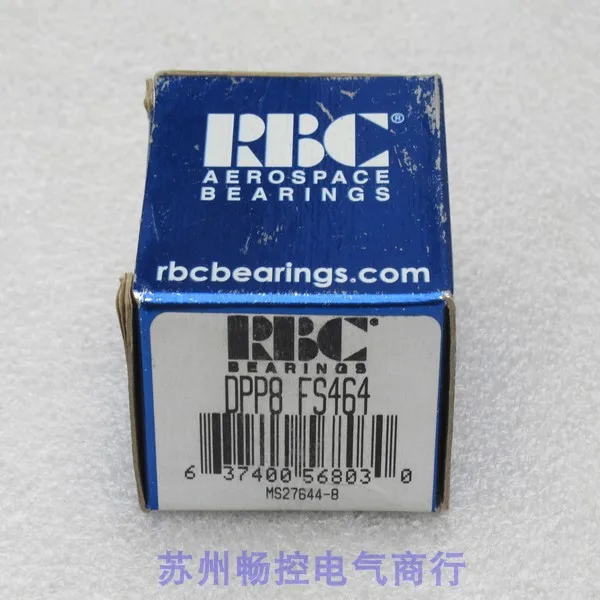 RBC®
AEROSPACE
BEARINGS
rbcbearings.com
RBC®
BEARINGS
DPP8 FS464
6 37400 56803 0
MS27644-8
苏州畅控电气商行